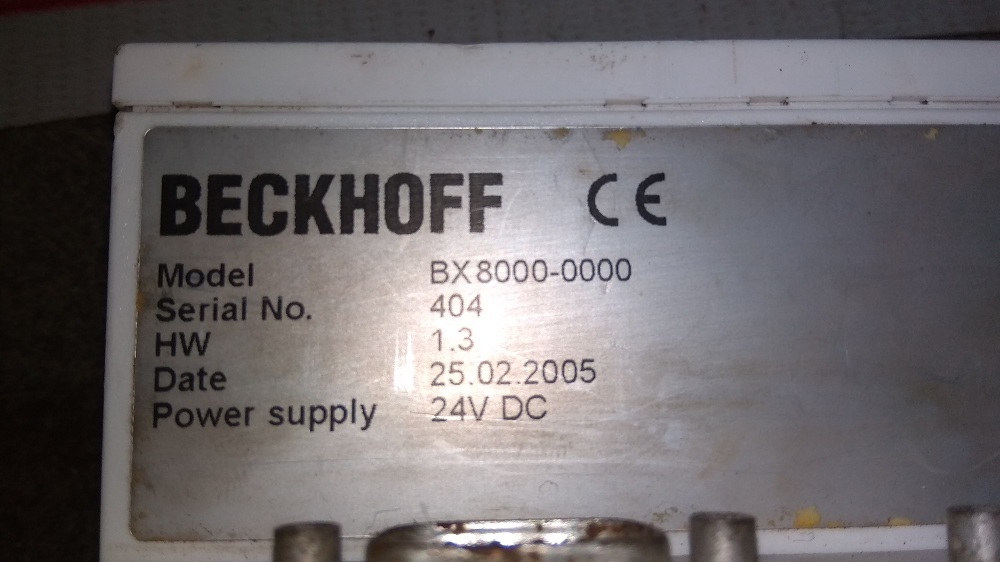 BECKHOFF CE
Model BX8000-0000
Serial No. 404
HW 1.3
Date 25.02.2005
Power supply 24V DC